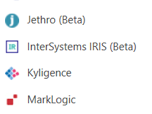 Jethro (Beta)
InterSystems IRIS (Beta)
Kyligence
MarkLogic